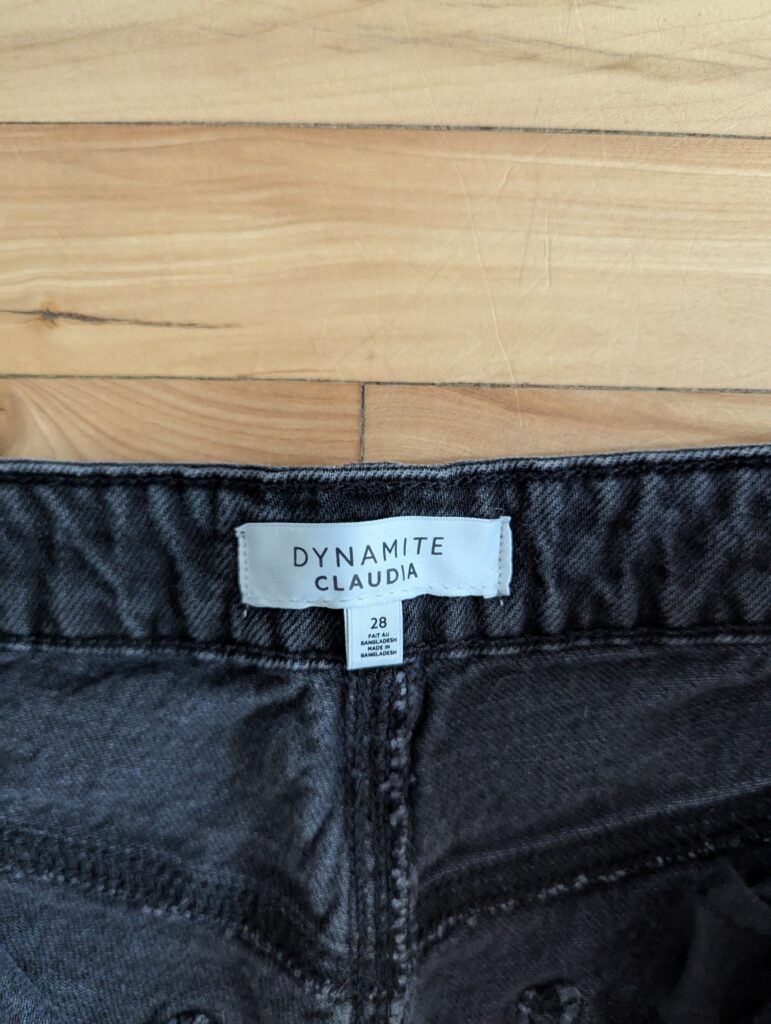 DYNAMITE
CLAUDIA
28
FAIT AU
BANGLADESH
MADE IN
BANGLADESH